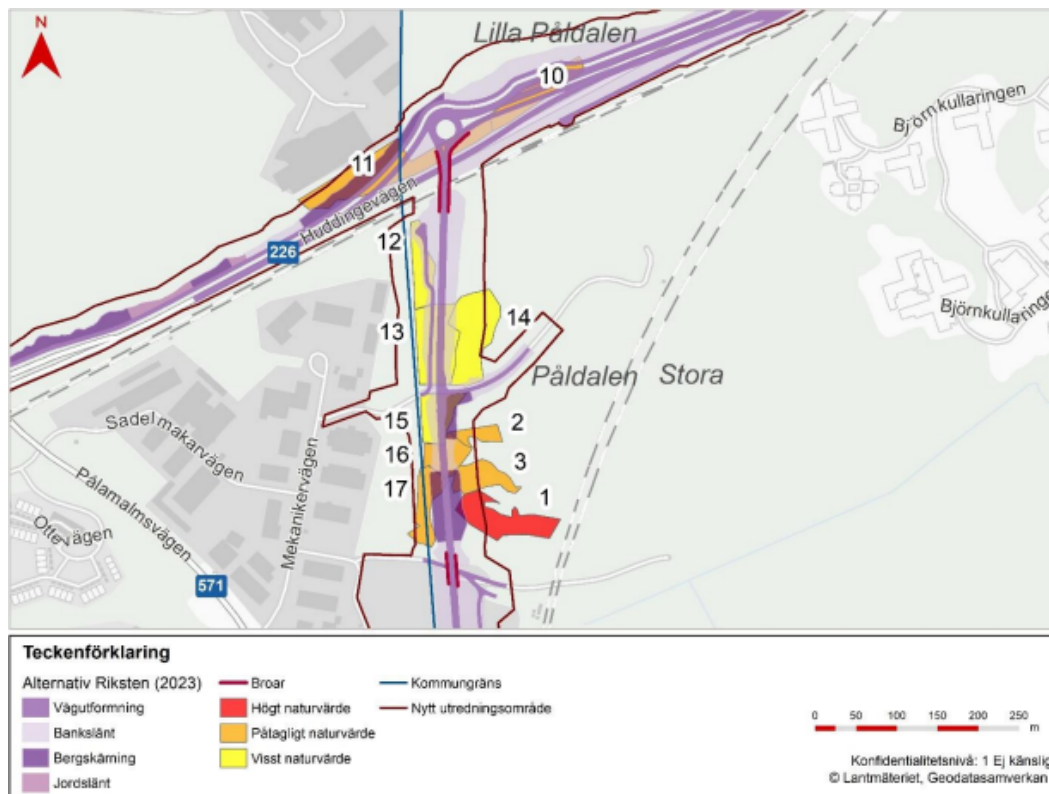 N
Lilla Påldalen
10
Björnkullaringen
11
Huddingevägen
226
12
Björnkullaringen
13
14
Påldalen Stora
Sadelmakarvägen
15
2
16
3
Pålamalmsvägen
Mekanikervägen
17
1
Ottevägen
571
Teckenförklaring
Alternativ Riksten (2023)
Vägutformning
Bankslänt
Bergskärning
Jordslänt
Broar
Högt naturvärde
Påtagligt naturvärde
Visst naturvärde
Kommungräns
Nytt utredningsområde
0 50 100 150 200 250
m
Konfidentialitetsnivå: 1 Ej känslig
© Lantmäteriet, Geodatasamverkan